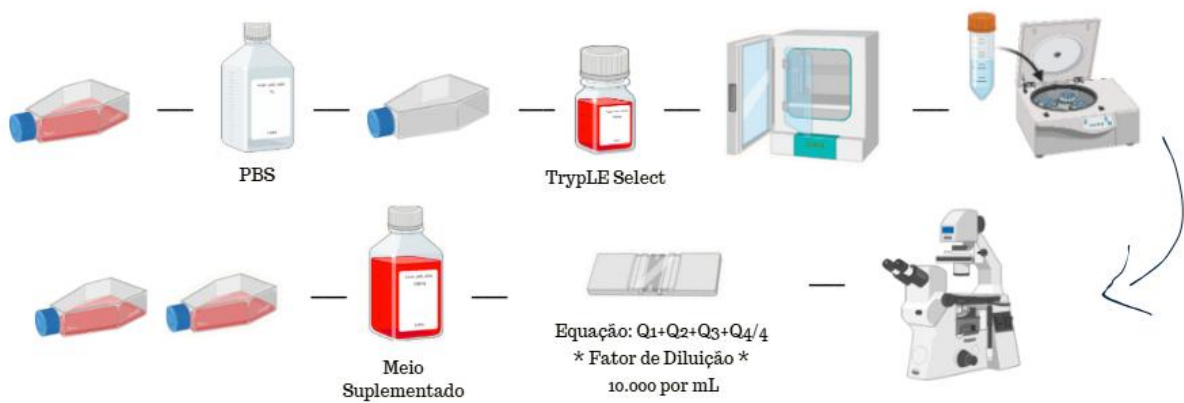 PBS
TrypLE Select
Meio
Suplementado
Equação: Q1+Q2+Q3+Q4/4
* Fator de Diluição *
10.000 por mL